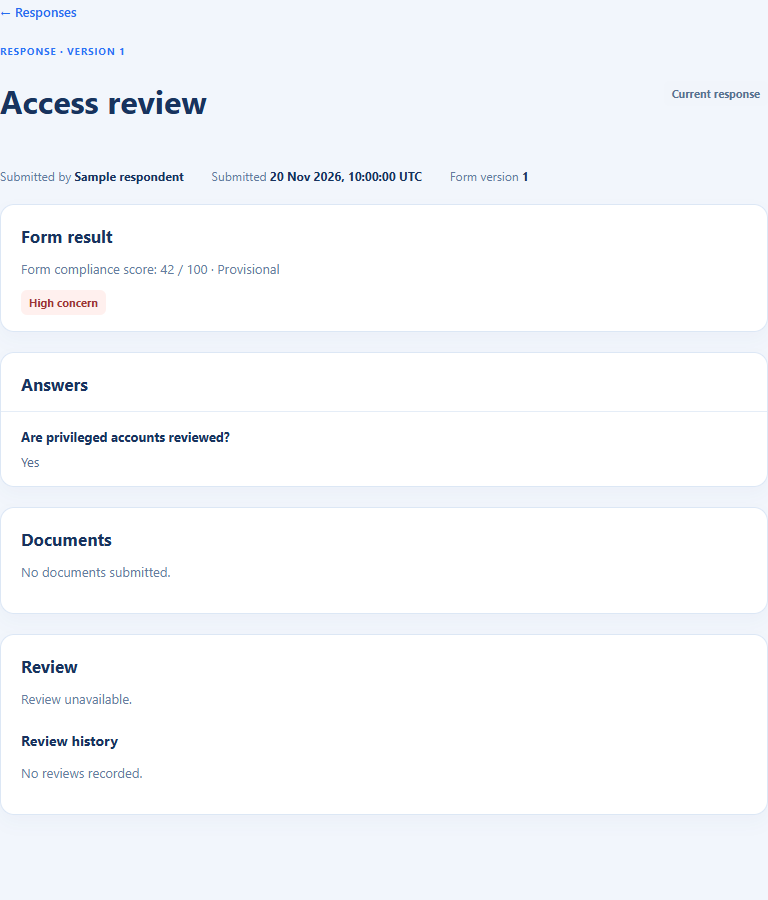 ← Responses
RESPONSE · VERSION 1
Access review
Current response
Submitted by Sample respondent Submitted 20 Nov 2026, 10:00:00 UTC Form version 1
Form result
Form compliance score: 42 / 100 · Provisional
High concern
Answers
Are privileged accounts reviewed?
Yes
Documents
No documents submitted.
Review
Review unavailable.
Review history
No reviews recorded.